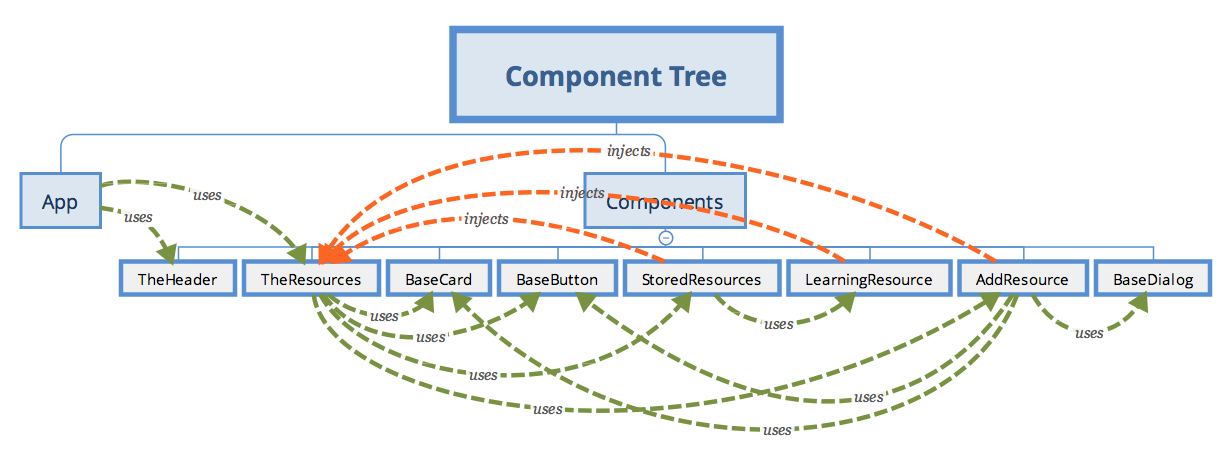 Component Tree
injects
App
uses
injects
Components
uses
injects
TheHeader
TheResources
BaseCard
BaseButton
StoredResources
LearningResource
AddResource
BaseDialog
uses
uses
uses
uses
uses
uses
uses
uses